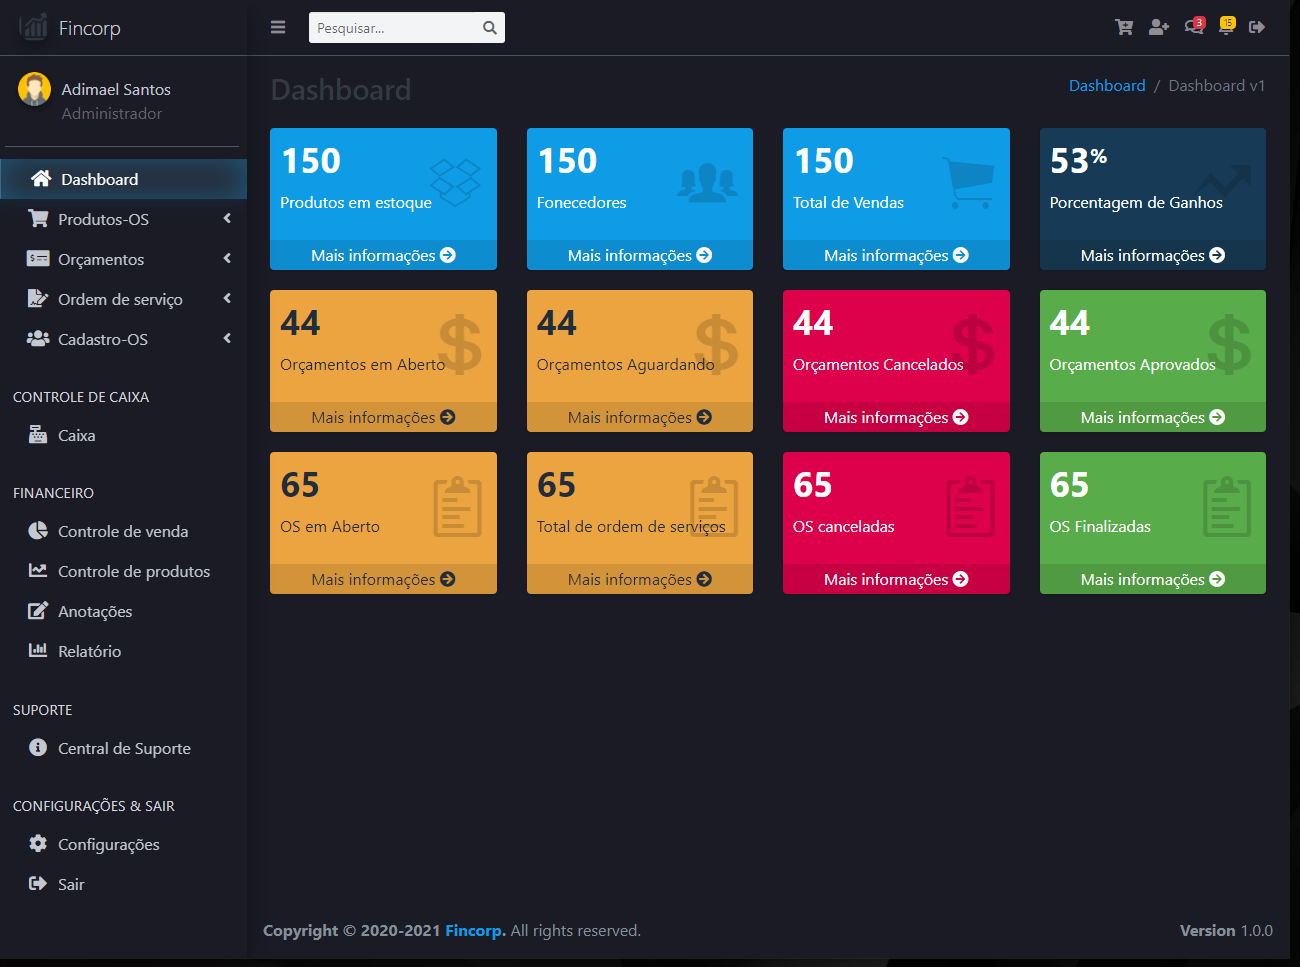 Fincorp
Pesquisar...
3
15
Adimael Santos
Administrador
Dashboard
Produtos-OS
Orçamentos
Ordem de serviço
Cadastro-OS
CONTROLE DE CAIXA
Caixa
FINANCEIRO
Controle de venda
Controle de produtos
Anotações
Relatório
SUPORTE
Central de Suporte
CONFIGURAÇÕES & SAIR
Configurações
Sair
Dashboard
Dashboard / Dashboard v1
150
Produtos em estoque
Mais informações
150
Fonecedores
Mais informações
150
Total de Vendas
Mais informações
53%
Porcentagem de Ganhos
Mais informações
44
Orçamentos em Aberto
Mais informações
44
Orçamentos Aguardando
Mais informações
44
Orçamentos Cancelados
Mais informações
44
Orçamentos Aprovados
Mais informações
65
OS em Aberto
Mais informações
65
Total de ordem de serviços
Mais informações
65
OS canceladas
Mais informações
65
OS Finalizadas
Mais informações
Copyright © 2020-2021 Fincorp. All rights reserved.
Version 1.0.0